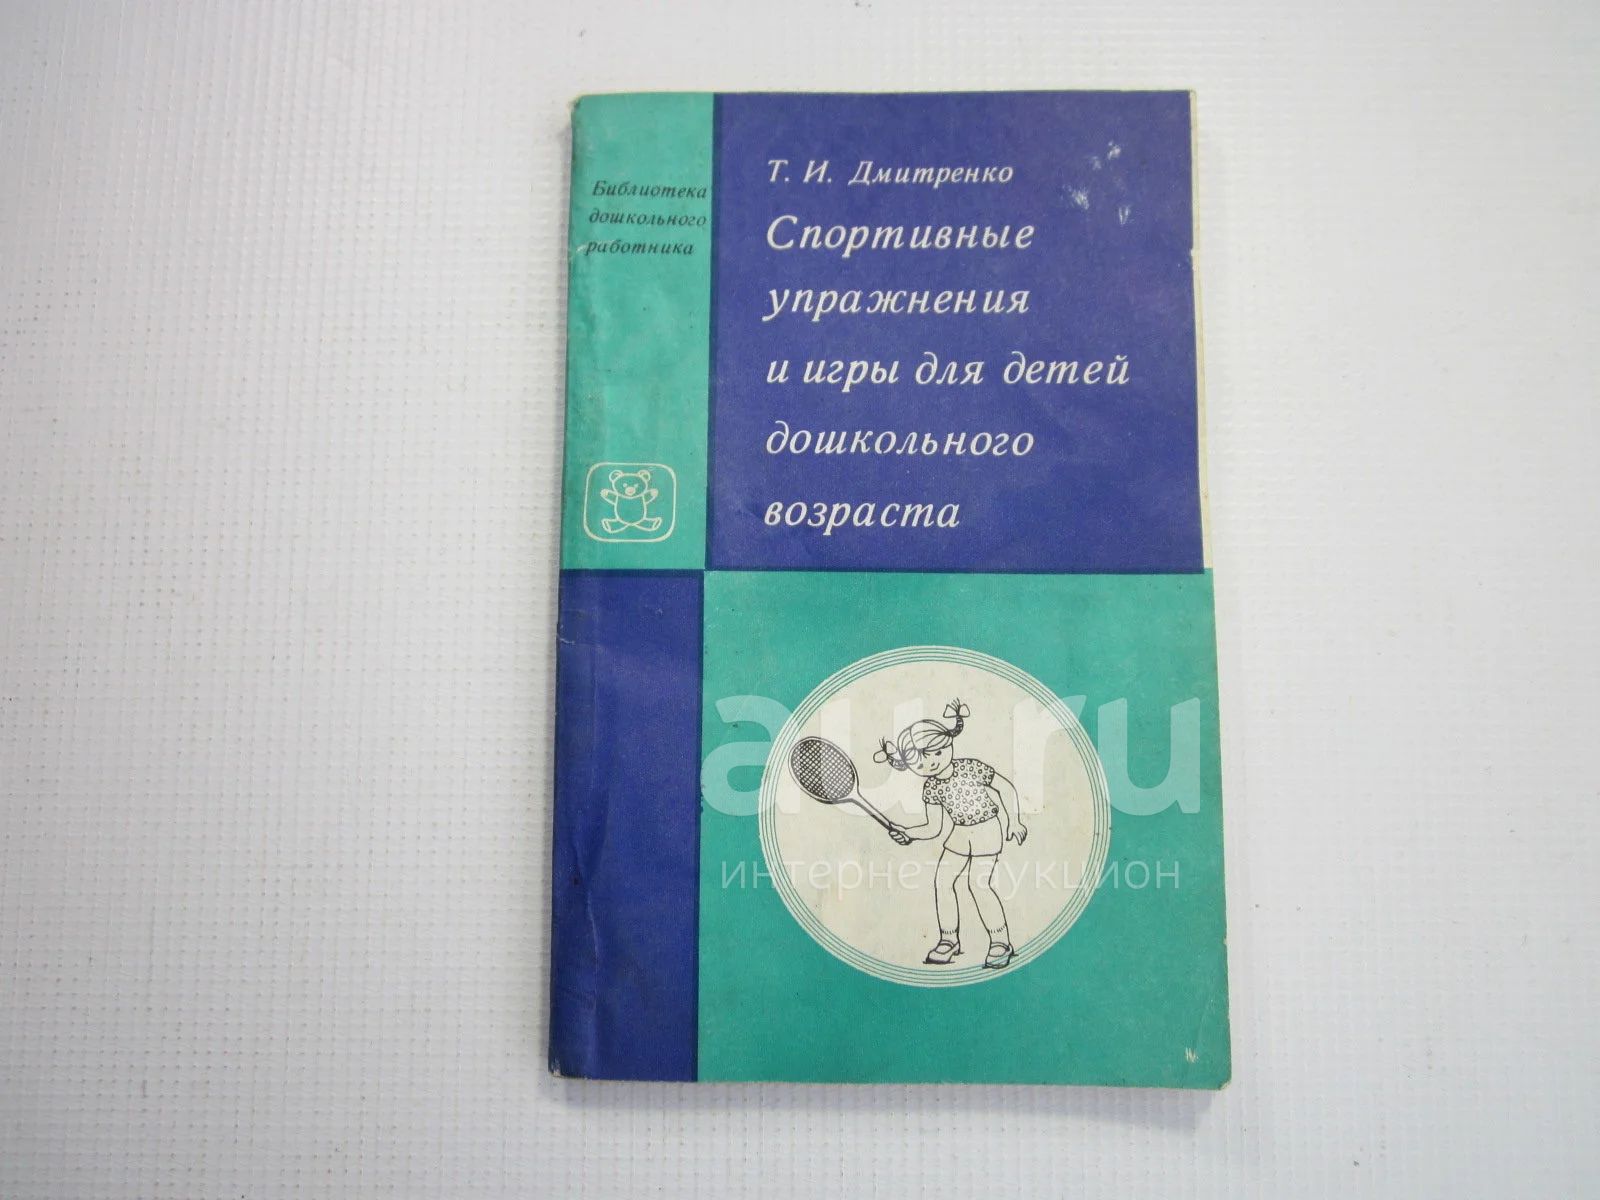 Библиотека
дошкольного
работника
Т. И. Дмитренко
Спортивные
упражнения
и игры для детей
дошкольного
возраста
au.ru
интернет-аукцион